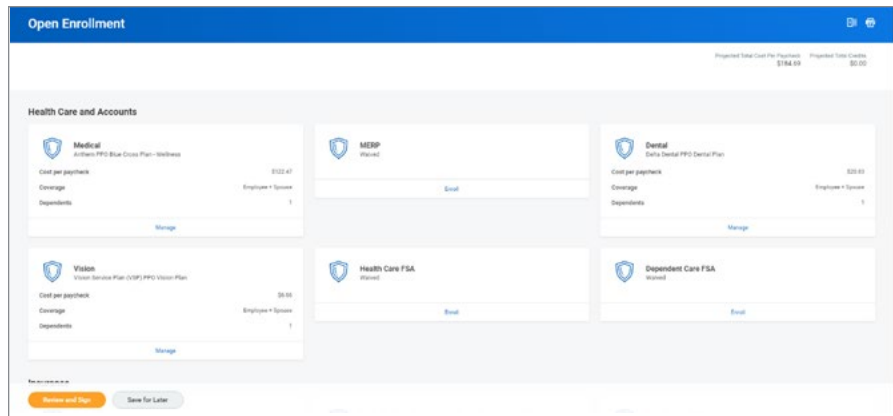 Open Enrollment
Projected Total Cost Per Paycheck Projected Total Credits
$184.69 $0.00
Health Care and Accounts
Medical
Anthem PPO Blue Cross Plan - Wellness
Cost per paycheck $122.47
Coverage Employee + Spouse
Dependents 1
Manage
MERP
Waived
Enroll
Dental
Delta Dental PPO Dental Plan
Cost per paycheck
Coverage Employee + Spouse
Dependents 1
Manage
Vision
Vision Service Plan (VSP) PPO Vision Plan
Cost per paycheck
Coverage Employee + Spouse
Dependents 1
Manage
Health Care FSA
Waived
Enroll
Dependent Care FSA
Waived
Enroll
Insurance
Review and Sign Save for Later